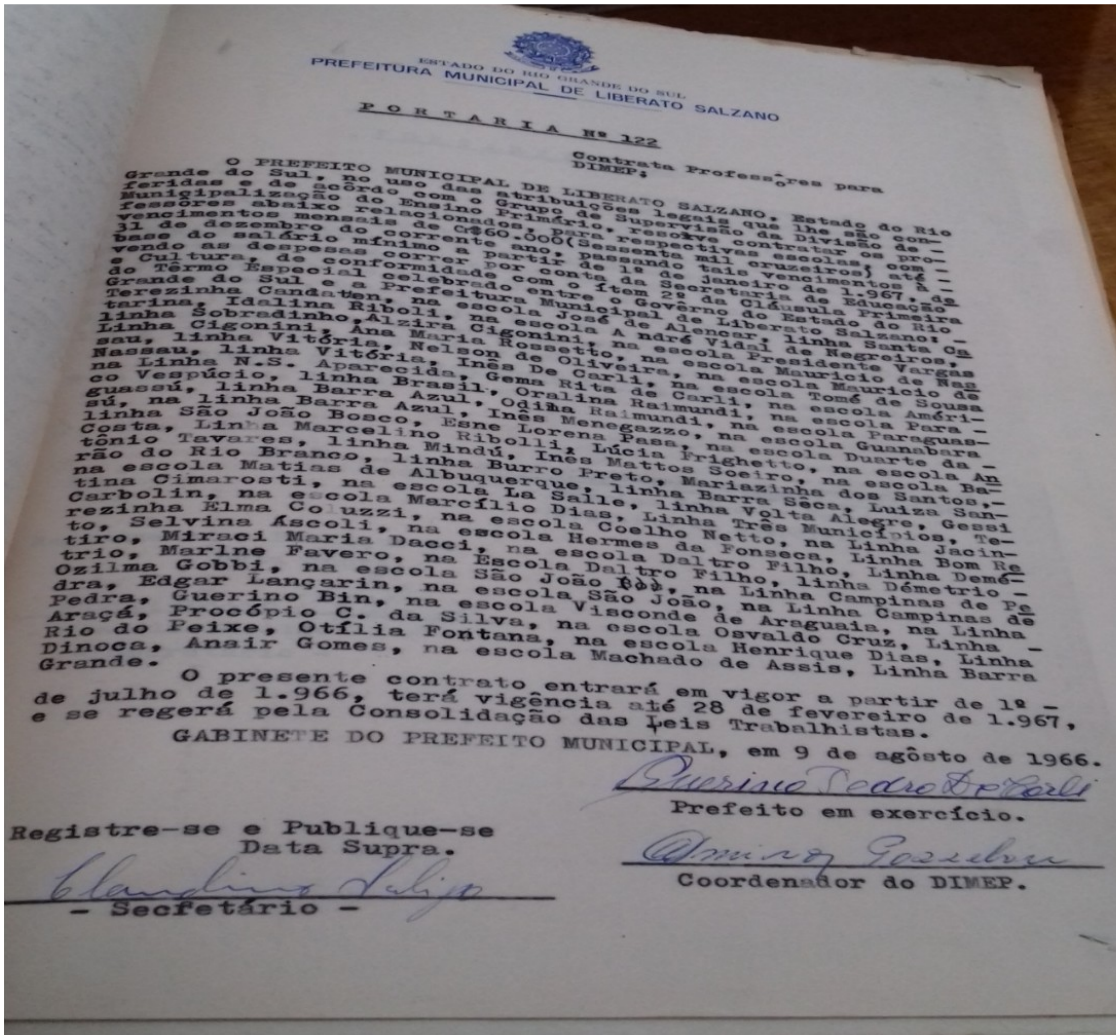 ESTADO DO RIO GRANDE DO SUL
PREFEITURA MUNICIPAL DE LIBERATO SALZANO
PORTARIA Nº 122
Contrata Professôres para
DIMEP:
O PREFEITO MUNICIPAL DE LIBERATO SALZANO, Estado do Rio
Grande do Sul, no uso das atribuições legais que lhe são con-
feridas e de acôrdo com o Grupo de Supervisão da Divisão de -
Municipalização do Ensino Primário, resolve contratar os pro-
fessôres abaixo relacionados, para respectivas escolas, com -
vencimentos mensais de Cr$60.000(Sessenta mil cruzeiros) até -
31 de dezembro do corrente ano, passando tais vencimentos à -
base do salário mínimo a partir de 1º de janeiro de 1.967, de
vendo as despesas correr por conta da Secretaria de Educação
e Cultura, de conformidade com o ítem 2º da Cláusula Primeira
do Têrmo Especial celebrado entre o Govêrno do Estado do Rio
Grande do Sul e a Prefeitura Municipal de Liberato Salzano: -
Terezinha Candaten, na escola José de Alencar, linha Santa Ca
tarina, Idalina Riboli, na escola A ndré Vidal de Negreiros,
linha Sobradinho,Alzira Cigonini, na escola Presidente Vargas
Linha Cigonini, Ana Maria Rossetto, na escola Mauricio de Nas
sau, linha Vitória, Nelson de Oliveira, na escola Mauricio de
Nassau, linha Vitória, Inês De Carli, na escola Tomé de Sousa
na Linha N.S. Aparecida, Gema Rita de Carli, na escola Améri-
co Vespúcio, linha Brasil, Oralina Raimundi, na escola Para -
guassú, linha Barra Azul, Odila Raimundi, na escola Paraguas-
sú, na linha Barra Azul, Inês Menegazzo, na escola Guanabara
linha São João Bosco, Esne Lorena Pasa, na escola Duarte da -
Costa, Linha Marcelino Ribolli, Lúcia Frighetto, na escola An
tônio Tavares, linha Mindú, Inês Mattos Soeiro, na escola Ba-
rão do Rio Branco, linha Burro Preto, Mariazinha dos Santos,
na escola Matias de Albuquerque, linha Barra Sêca, Luiza San-
tina Cimarosti, na escola La Salle, linha Volta Alegre, Gessi
Carbolin, na escola Marcílio Dias, Linha Três Municípios, Te-
rezinha Elma Coluzzi, na escola Coelho Netto, na Linha Jacin-
to, Selvina Áscoli, na escola Hermes da Fonseca, Linha Bom Re
tiro, Miraci Maria Dacci, na escola Daltro Filho, Linha Demé-
trio, Marlne Favero, na Escola Daltro Filho, linha Démetrio -
Ozilma Gobbi, na escola São João, na Linha Campinas de Pe
dra, Edgar Lançarin, na escola São João, na Linha Campinas de
Pedra, Guerino Bin, na escola Visconde de Araguaia, na Linha
Araçá, Procópio C. da Silva, na escola Osvaldo Cruz, Linha -
Rio do Peixe, Otília Fontana, na escola Henrique Dias, Linha
Dinoca, Anair Gomes, na escola Machado de Assis, Linha Barra
Grande.
O presente contrato entrará em vigor a partir de 1º -
de julho de 1.966, terá vigência até 28 de fevereiro de 1.967,
e se regerá pela Consolidação das Leis Trabalhistas.
GABINETE DO PREFEITO MUNICIPAL, em 9 de agôsto de 1966.
Guerino Pedro De Carli
Prefeito em exercício.
Registre-se e Publique-se
Data Supra.
Coordenador do DIMEP.
Claudino
- Secretário -